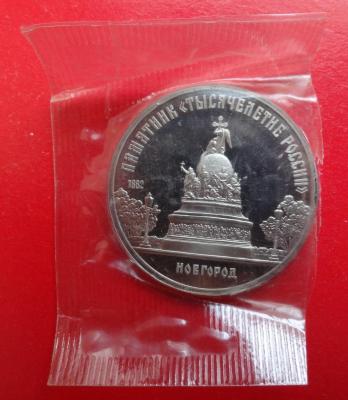 ПАМЯТНИК «ТЫСЯЧЕЛЕТИЕ РОССИИ»
1862
НОВГОРОД